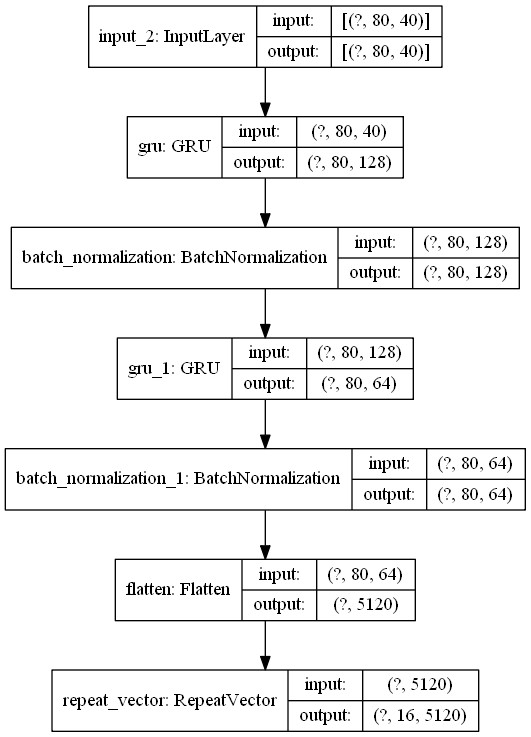 input_2: InputLayer
input: [(?, 80, 40)]
output: [(?, 80, 40)]
gru: GRU
input: (?, 80, 40)
output: (?, 80, 128)
batch_normalization: BatchNormalization
input: (?, 80, 128)
output: (?, 80, 128)
gru_1: GRU
input: (?, 80, 128)
output: (?, 80, 64)
batch_normalization_1: BatchNormalization
input: (?, 80, 64)
output: (?, 80, 64)
flatten: Flatten
input: (?, 80, 64)
output: (?, 5120)
repeat_vector: RepeatVector
input: (?, 5120)
output: (?, 16, 5120)